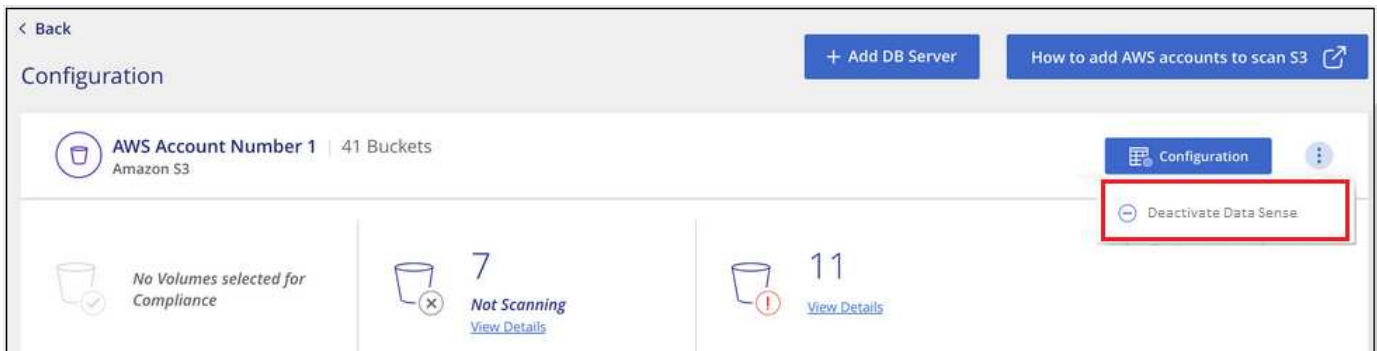 < Back
+ Add DB Server
How to add AWS accounts to scan S3
Configuration
AWS Account Number 1 | 41 Buckets
Amazon S3
Configuration
Deactivate Data Sense
No Volumes selected for
Compliance
7
Not Scanning
View Details
11
View Details